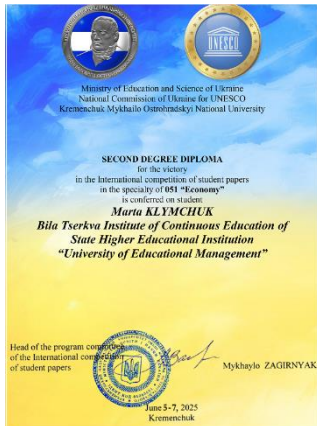 UNESCO
Ministry of Education and Science of Ukraine
National Commission of Ukraine for UNESCO
Kremenchuk Mykhailo Ostrohradskyi National University
SECOND DEGREE DIPLOMA
for the victory
in the International competition of student papers
in the specialty of 051 "Economy"
is conferred on student
Marta KLYMCHUK
Bila Tserkva Institute of Continuous Education of
State Higher Educational Institution
"University of Educational Management"
Head of the program committee
of the International competition
of student papers
Mykhaylo ZAGIRNYAK
June 5-7, 2025
Kremenchuk